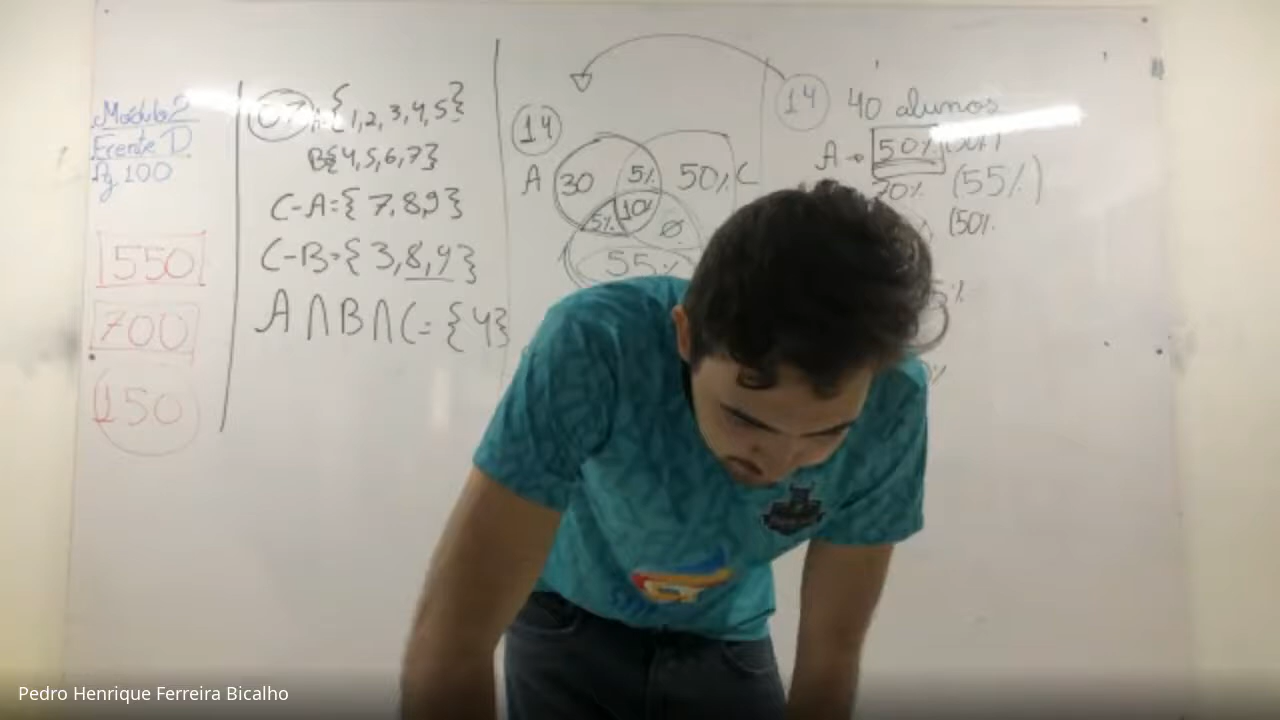 Módulo 2
Frente D
Pg 100
550
700
150
07
A={1,2,3,4,5}
B={4,5,6,7}
C-A={7,8,9}
C-B={3,8,9}
A∩B∩C={4}
14
A
30
5%
50%
C
5%
10%
Ø
55%
14
40 alunos
A
50%
70%
(55%)
(50%
Pedro Henrique Ferreira Bicalho